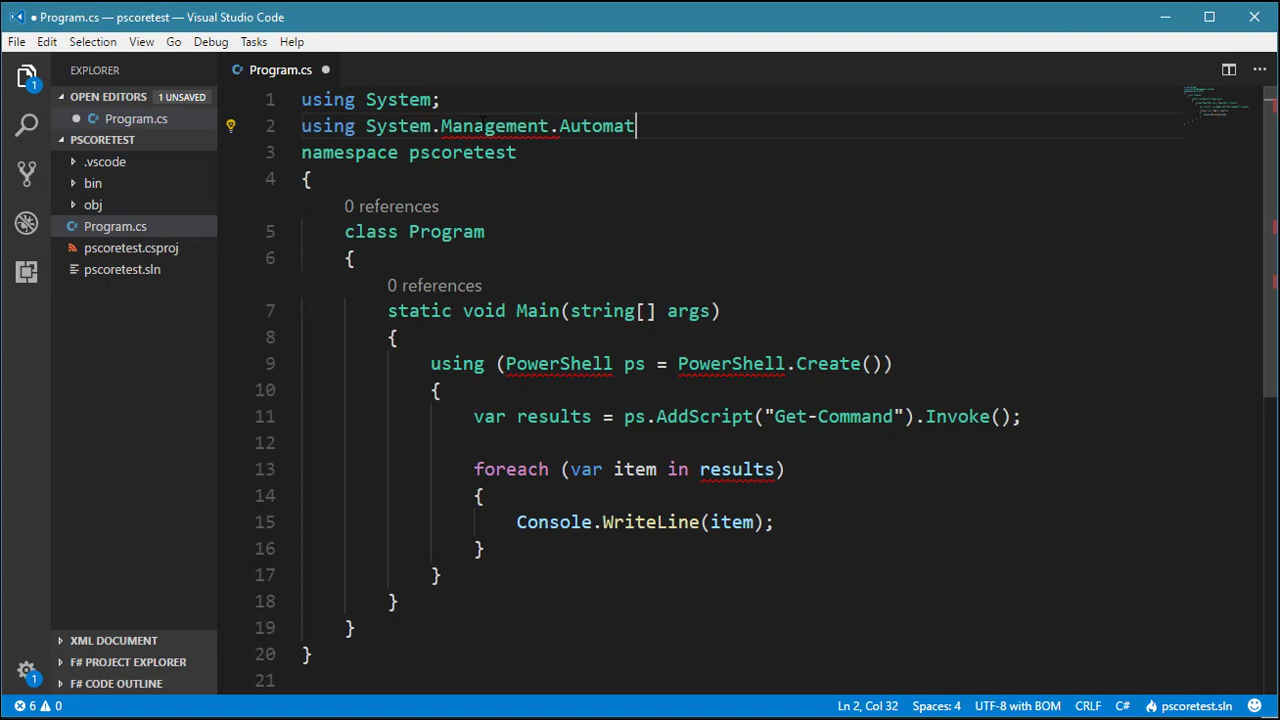 ● Program.cs — pscoretest — Visual Studio Code
File Edit Selection View Go Debug Tasks Help
EXPLORER
Program.cs ●
OPEN EDITORS 1 UNSAVED
● Program.cs
PSCORETEST
.vscode
bin
obj
Program.cs
pscoretest.csproj
pscoretest.sln
XML DOCUMENT
F# PROJECT EXPLORER
F# CODE OUTLINE
1
1
1 using System;
2 using System.Management.Automat
3 namespace pscoretest
4 {
0 references
5 class Program
6 {
0 references
7 static void Main(string[] args)
8 {
9 using (PowerShell ps = PowerShell.Create())
10 {
11 var results = ps.AddScript("Get-Command").Invoke();
12
13 foreach (var item in results)
14 {
15 Console.WriteLine(item);
16 }
17 }
18 }
19 }
20 }
21
6 0 Ln 2, Col 32 Spaces: 4 UTF-8 with BOM CRLF C# pscoretest.sln